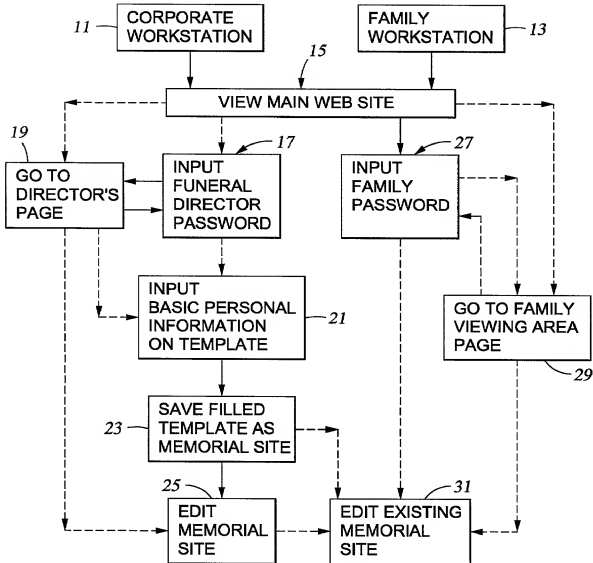 11
CORPORATE
WORKSTATION
FAMILY
WORKSTATION
13
15
VIEW MAIN WEB SITE
19
GO TO
DIRECTOR'S
PAGE
17
INPUT
FUNERAL
DIRECTOR
PASSWORD
27
INPUT
FAMILY
PASSWORD
INPUT
BASIC PERSONAL
INFORMATION
ON TEMPLATE
21
GO TO FAMILY
VIEWING AREA
PAGE
29
23
SAVE FILLED
TEMPLATE AS
MEMORIAL SITE
25
EDIT
MEMORIAL
SITE
31
EDIT EXISTING
MEMORIAL
SITE